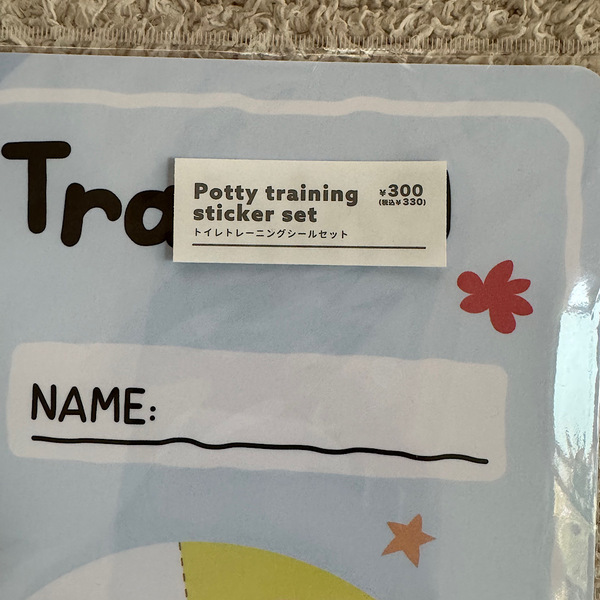 Potty training ¥300
sticker set (税込¥330)
トイレトレーニングシールセット
NAME: